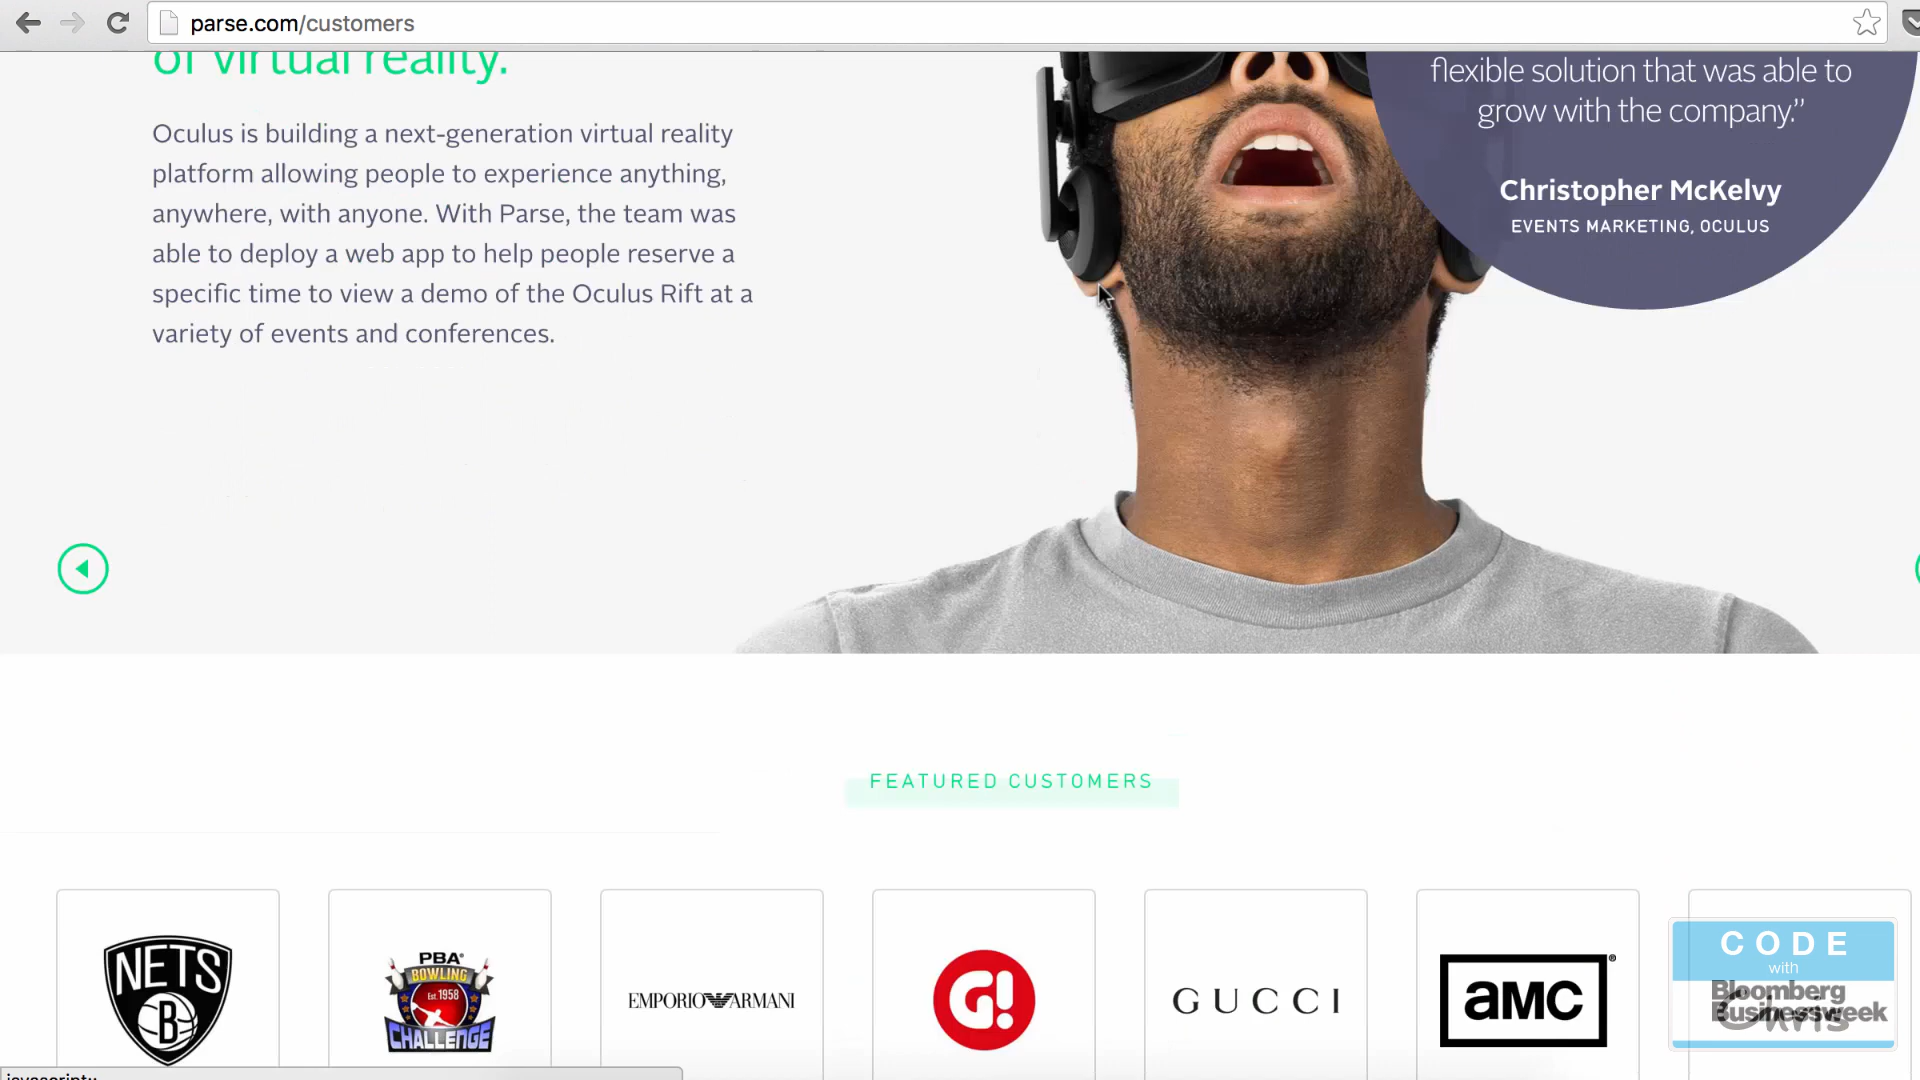 parse.com/customers
of virtual reality.
Oculus is building a next-generation virtual reality
platform allowing people to experience anything,
anywhere, with anyone. With Parse, the team was
able to deploy a web app to help people reserve a
specific time to view a demo of the Oculus Rift at a
variety of events and conferences.
flexible solution that was able to
grow with the company.”
Christopher McKelvy
EVENTS MARKETING, OCULUS
FEATURED CUSTOMERS
NETS
B
PBA®
BOWLING
Est. 1958
CHALLENGE
EMPORIO ARMANI
G!
GUCCI
aMC®
CODE
with
Chris
Bloomberg
Businessweek